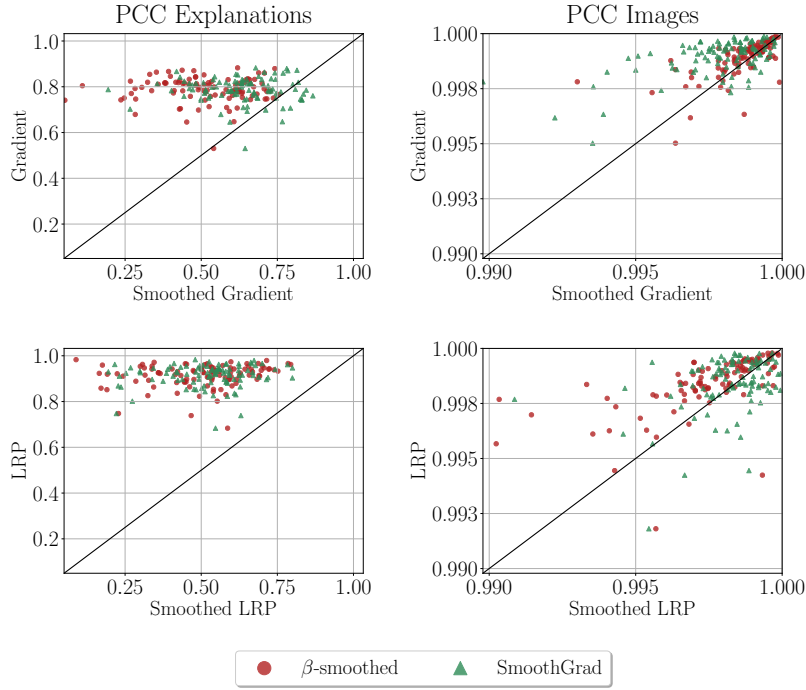 PCC Explanations
PCC Images
1.0
0.8
0.6
0.4
0.2
Gradient
0.25 0.50 0.75 1.00
Smoothed Gradient
1.000
0.998
0.995
0.993
0.990
Gradient
0.990 0.995 1.000
Smoothed Gradient
1.0
0.8
0.6
0.4
0.2
LRP
0.25 0.50 0.75 1.00
Smoothed LRP
1.000
0.998
0.995
0.993
0.990
LRP
0.990 0.995 1.000
Smoothed LRP
β-smoothed
SmoothGrad